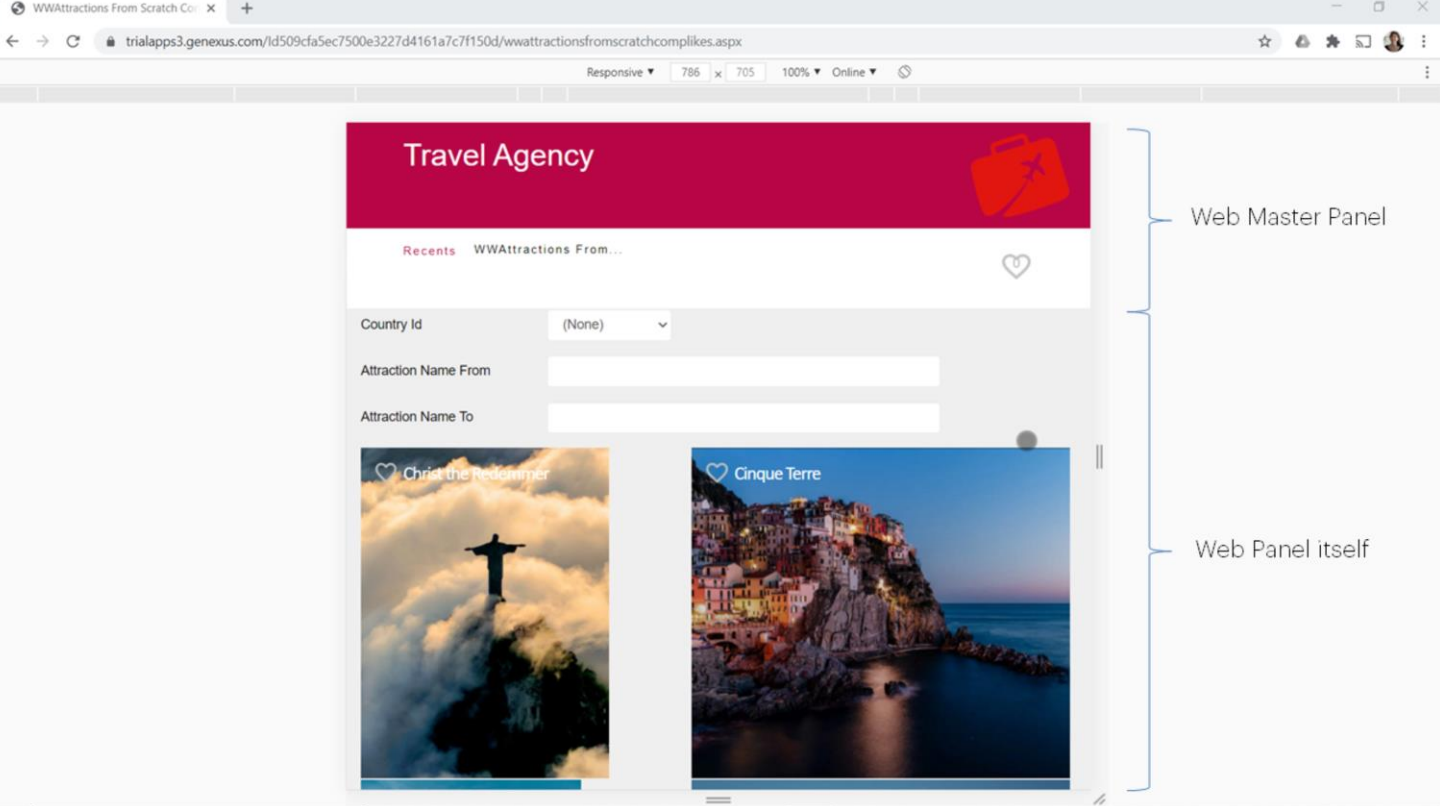 WWAttractions From Scratch Co
trialapps3.genexus.com/Id509cfa5ec7500e3227d4161a7c7f150d/wwattractionsfromscratchcomplikes.aspx
Responsive ▼ 786 x 705 100% ▼ Online ▼
Travel Agency
Web Master Panel
Recents WWAttractions From...
Country Id (None)
Attraction Name From
Attraction Name To
Christ the Redemmer Cinque Terre
Web Panel itself